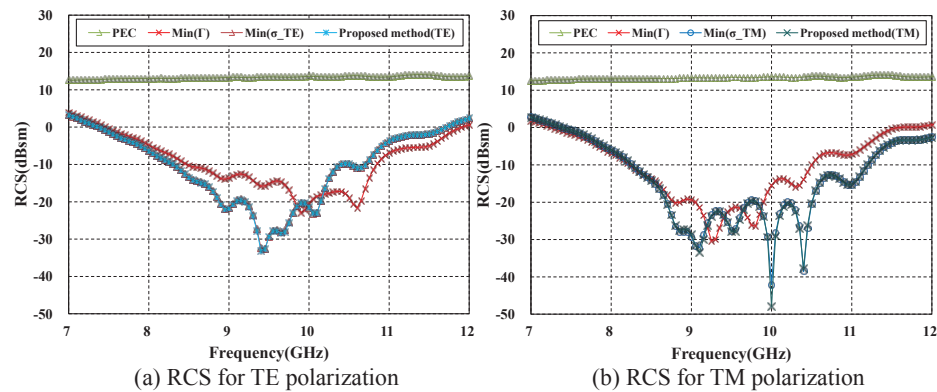 30
20
10
0
-10
-20
-30
-40
-50
RCS(dBsm)
PEC Min(Γ) Min(σ_TE) Proposed method(TE)
7 8 9 10 11 12
Frequency(GHz)
(a) RCS for TE polarization
30
20
10
0
-10
-20
-30
-40
-50
RCS(dBsm)
PEC Min(Γ) Min(σ_TM) Proposed method(TM)
7 8 9 10 11 12
Frequency(GHz)
(b) RCS for TM polarization